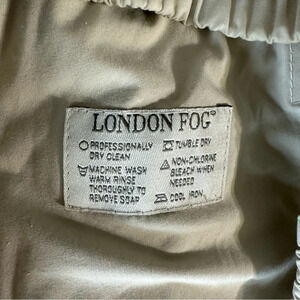 LONDON FOG
PROFESSIONALLY
DRY CLEAN
MACHINE WASH
WARM RINSE
THOROUGHLY TO
REMOVE SOAP
TUMBLE DRY
NON-CHLORINE
BLEACH WHEN
NEEDED
COOL IRON